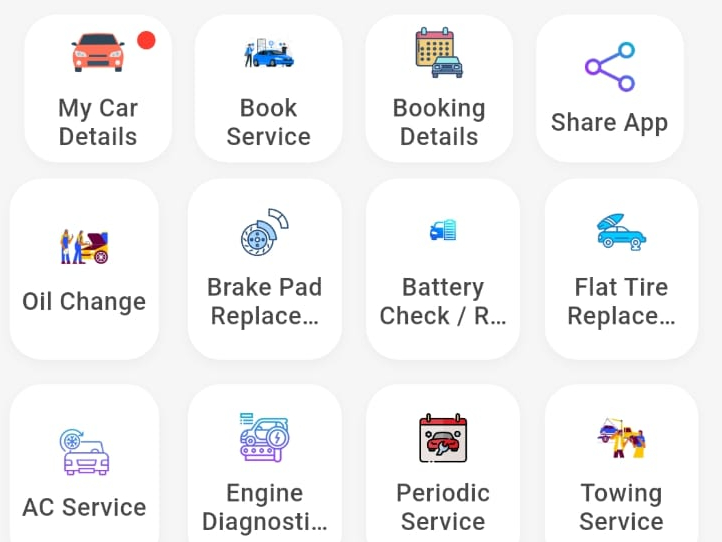 My Car
Details
Book
Service
Booking
Details
Share App
Oil Change
Brake Pad
Replace...
Battery
Check / R...
Flat Tire
Replace...
AC Service
Engine
Diagnosti...
Periodic
Service
Towing
Service